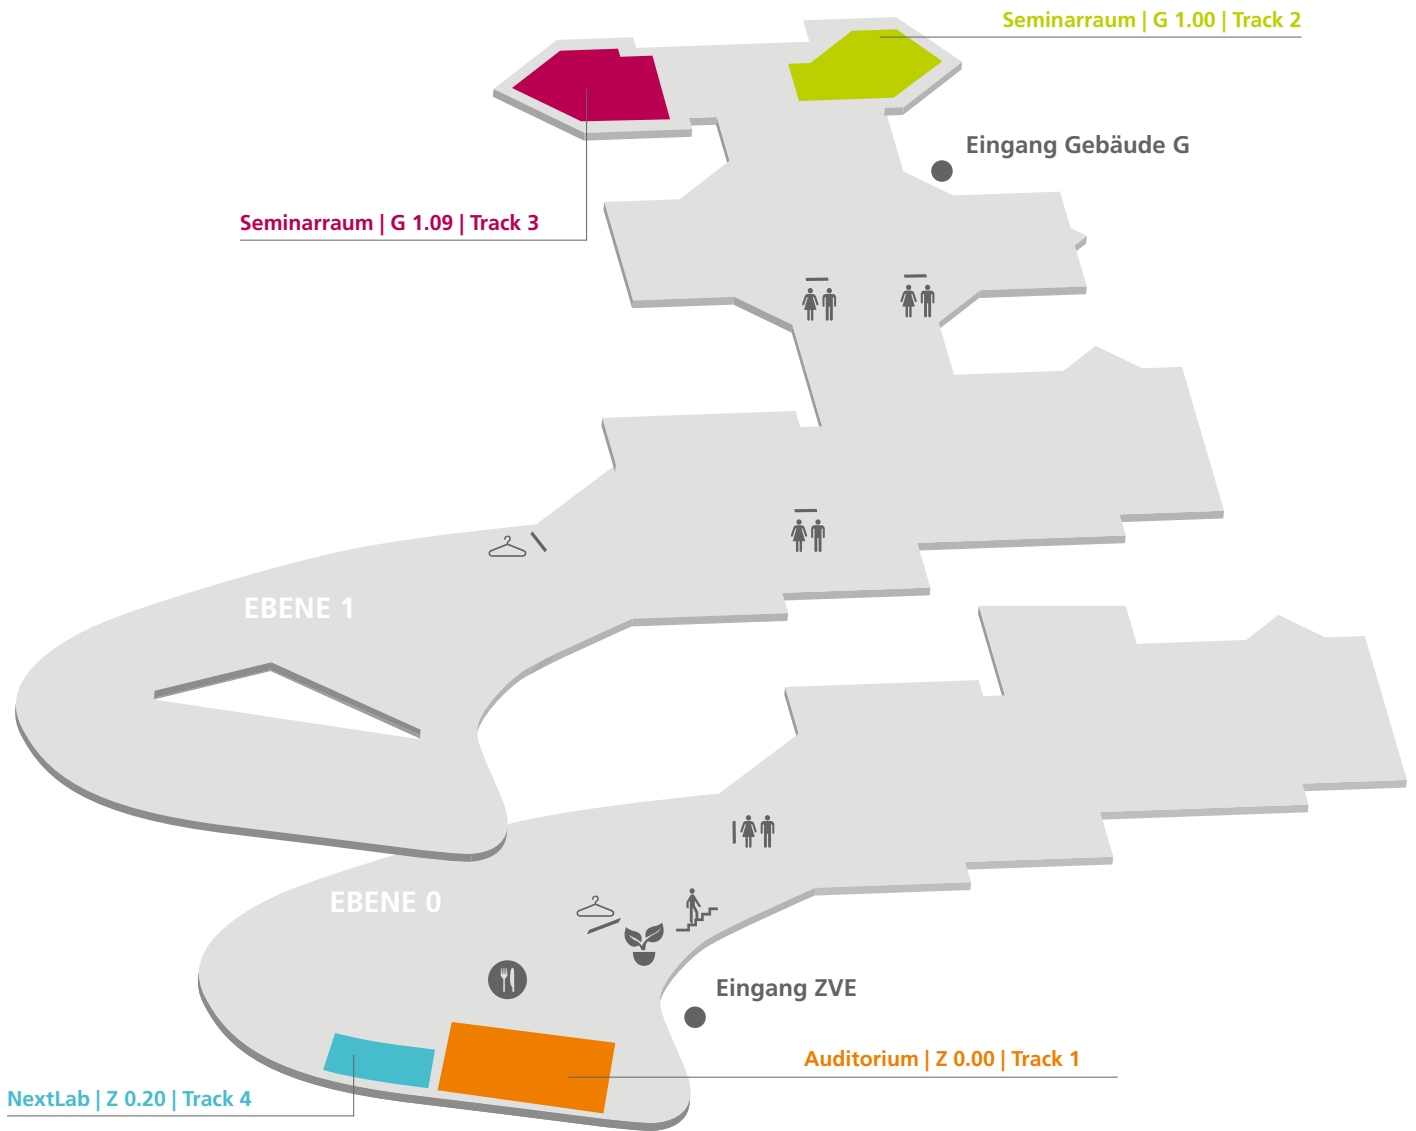 Seminarraum | G 1.00 | Track 2
Eingang Gebäude G
Seminarraum | G 1.09 | Track 3
EBENE 1
EBENE 0
Eingang ZVE
Auditorium | Z 0.00 | Track 1
NextLab | Z 0.20 | Track 4